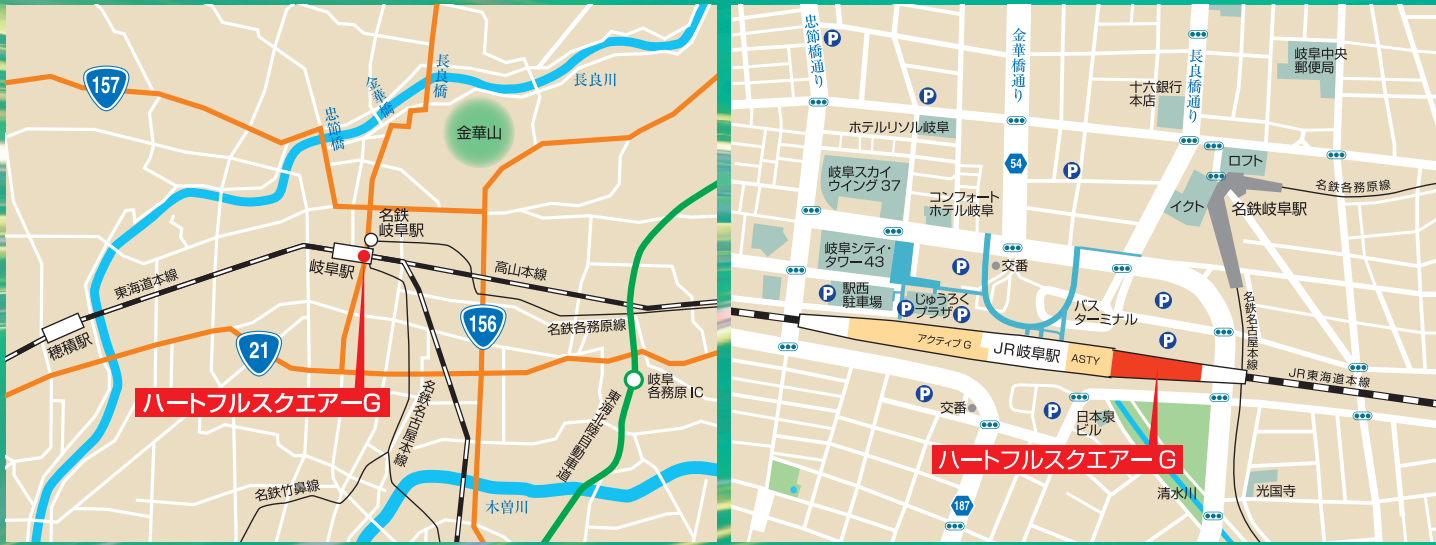 157
忠節橋
金華橋
長良橋
長良川
金華山
名鉄
岐阜駅
岐阜駅
東海道本線
穂積駅
高山本線
名鉄各務原線
156
21
ハートフルスクエアーG
岐阜
各務原IC
名鉄名古屋本線
東海北陸自動車道
名鉄竹鼻線
木曽川
忠節橋通り
P
金華橋通り
長良橋通り
岐阜中央
郵便局
十六銀行
本店
P
ホテルリソル岐阜
54
P
ロフト
岐阜スカイ
ウイング37
コンフォート
ホテル岐阜
イクト
名鉄各務原線
名鉄岐阜駅
岐阜シティ・
タワー43
P
交番
駅西
駐車場
P
P
じゅうろく
プラザ
P
バス
ターミナル
P
P
名鉄名古屋本線
アクティブG
JR岐阜駅
ASTY
JR東海道本線
P
交番
P
日本泉
ビル
ハートフルスクエアーG
清水川
光国寺
187